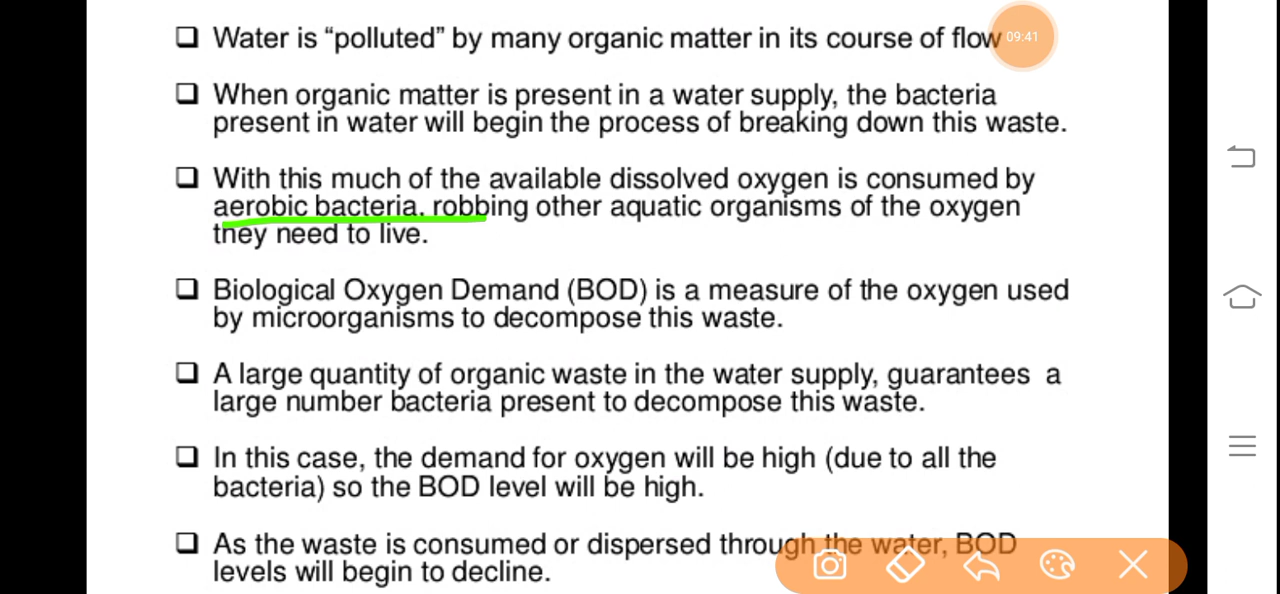 ❑ Water is “polluted” by many organic matter in its course of flow
09:41
❑ When organic matter is present in a water supply, the bacteria
present in water will begin the process of breaking down this waste.
❑ With this much of the available dissolved oxygen is consumed by
aerobic bacteria, robbing other aquatic organisms of the oxygen
they need to live.
❑ Biological Oxygen Demand (BOD) is a measure of the oxygen used
by microorganisms to decompose this waste.
❑ A large quantity of organic waste in the water supply, guarantees a
large number bacteria present to decompose this waste.
❑ In this case, the demand for oxygen will be high (due to all the
bacteria) so the BOD level will be high.
❑ As the waste is consumed or dispersed through the water, BOD
levels will begin to decline.